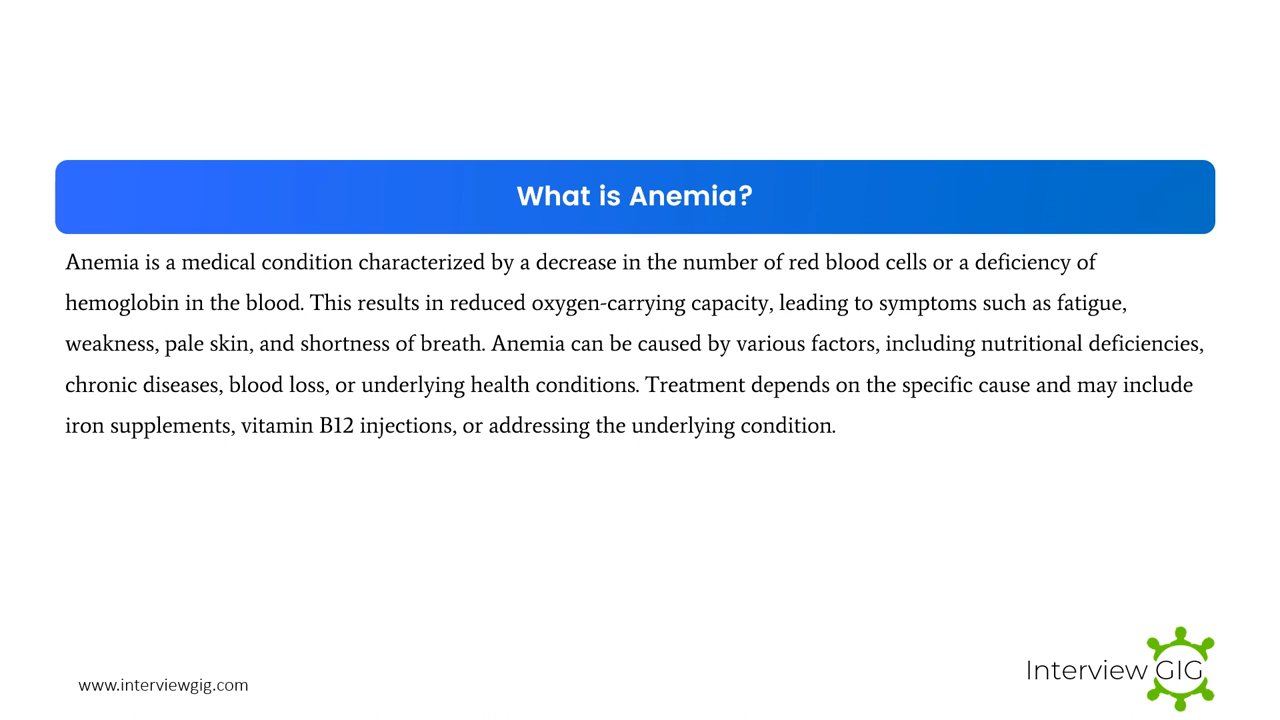 What is Anemia?
Anemia is a medical condition characterized by a decrease in the number of red blood cells or a deficiency of
hemoglobin in the blood. This results in reduced oxygen-carrying capacity, leading to symptoms such as fatigue,
weakness, pale skin, and shortness of breath. Anemia can be caused by various factors, including nutritional deficiencies,
chronic diseases, blood loss, or underlying health conditions. Treatment depends on the specific cause and may include
iron supplements, vitamin B12 injections, or addressing the underlying condition.
www.interviewgig.com
Interview GIG